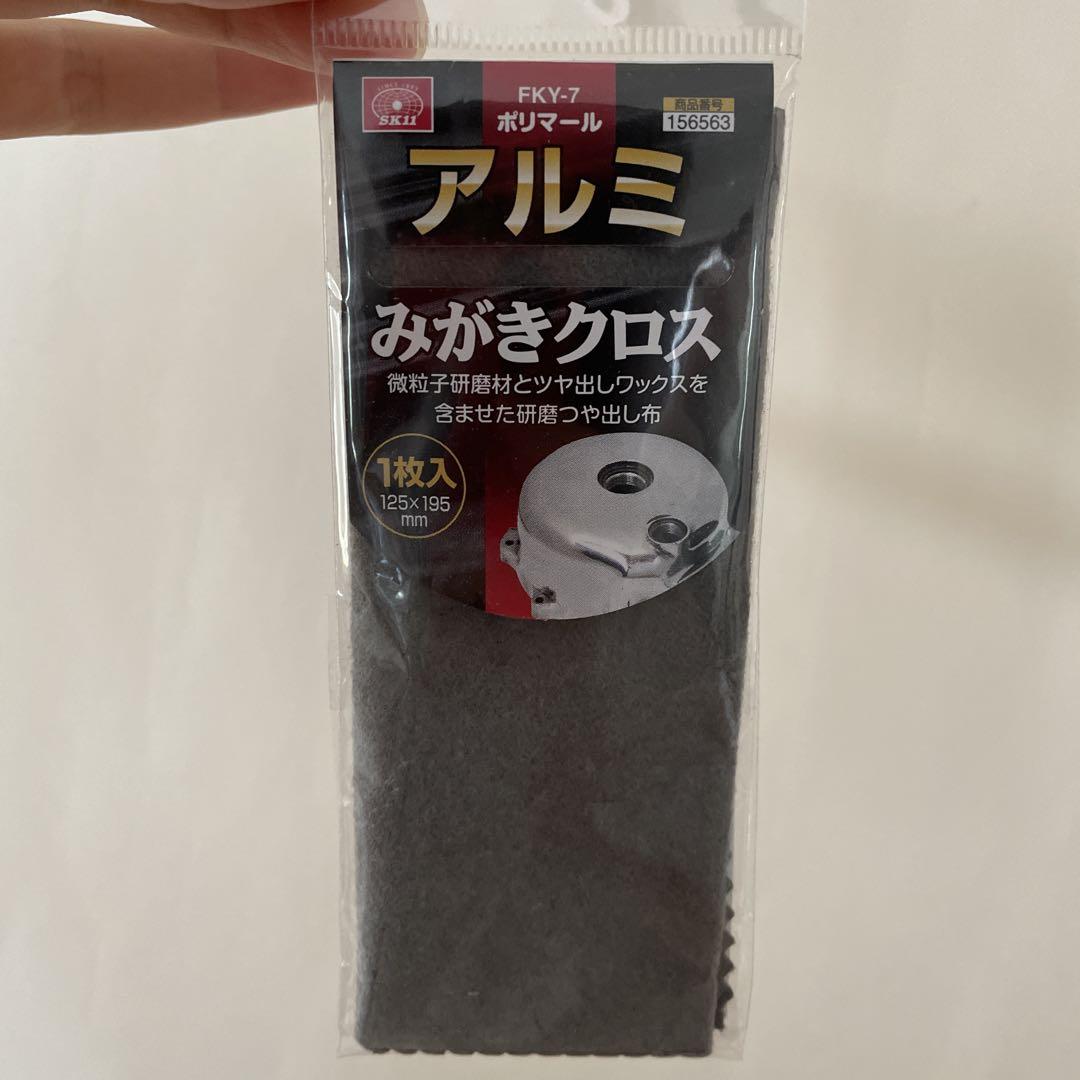 SINCE 1947
SK11
FKY-7
ポリマール
商品番号
156563
アルミ
みがきクロス
微粒子研磨材とツヤ出しワックスを
含ませた研磨つや出し布
1枚入
125×195
mm